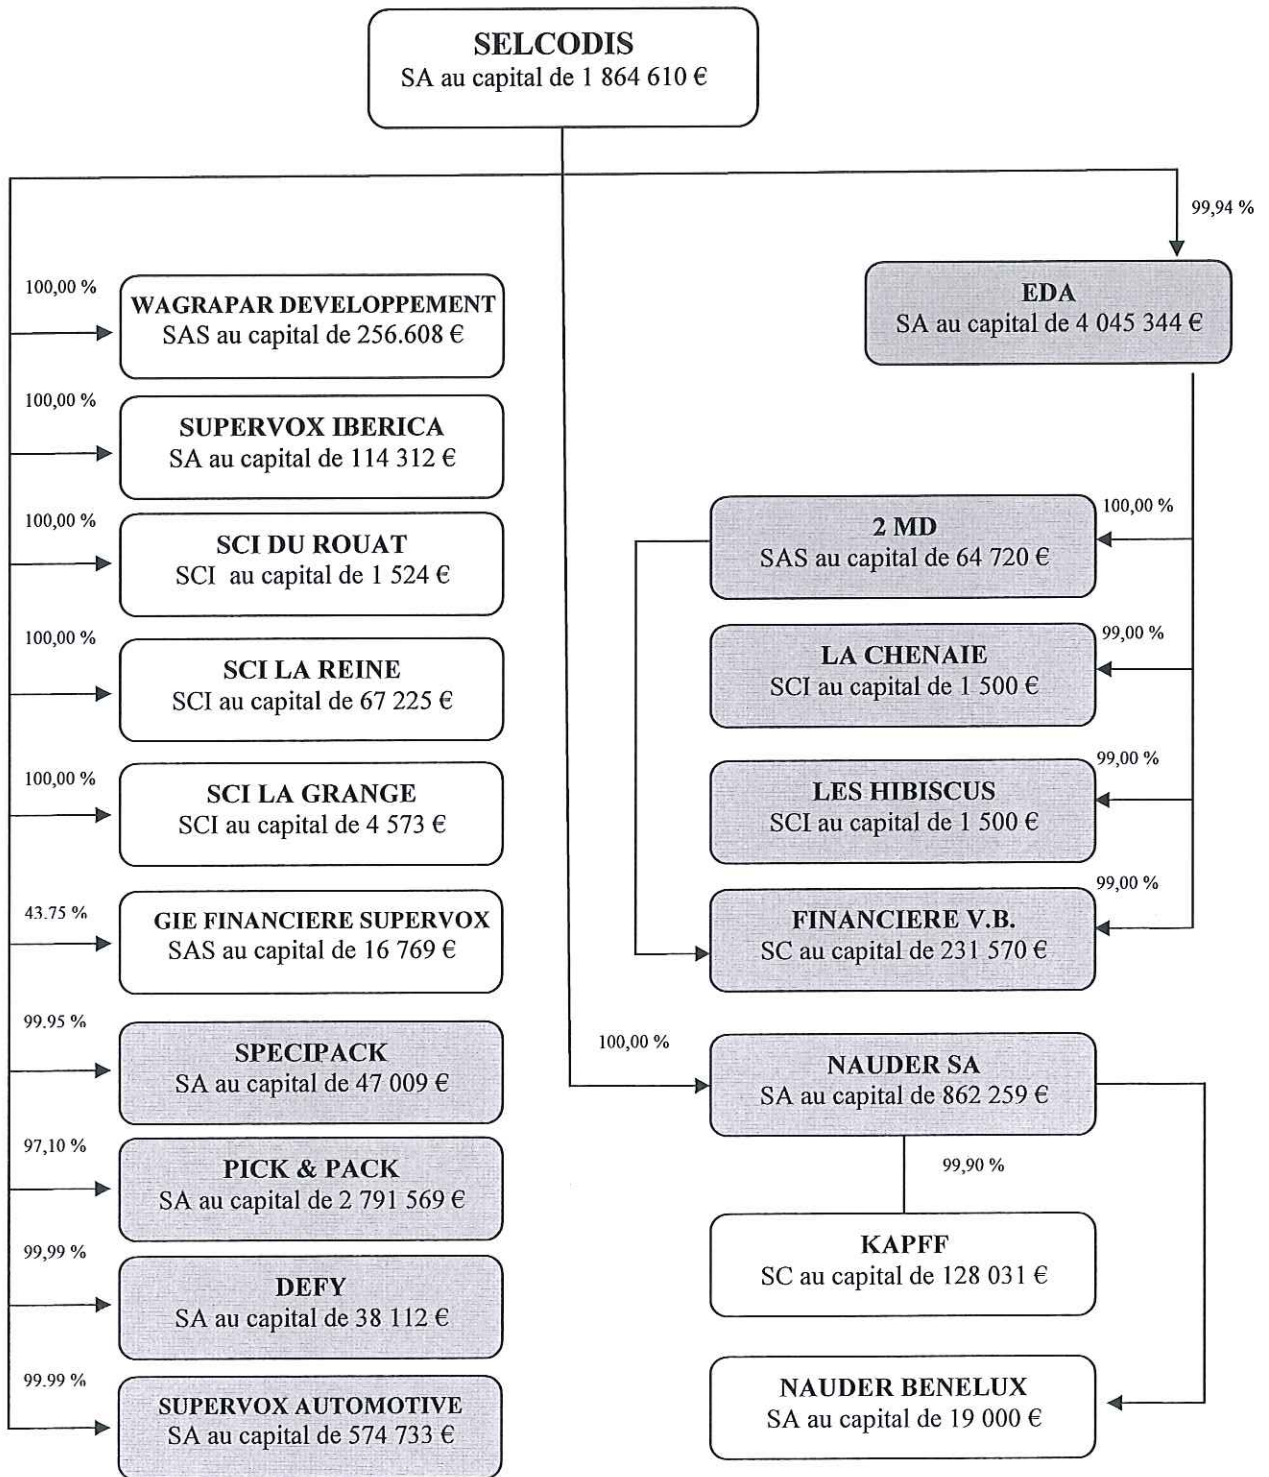 SELCODIS
SA au capital de 1 864 610 €
99,94 %
EDA
SA au capital de 4 045 344 €
100,00 %
WAGRAPAR DEVELOPPEMENT
SAS au capital de 256.608 €
100,00 %
SUPERVOX IBERICA
SA au capital de 114 312 €
100,00 %
SCI DU ROUAT
SCI au capital de 1 524 €
100,00 %
SCI LA REINE
SCI au capital de 67 225 €
100,00 %
SCI LA GRANGE
SCI au capital de 4 573 €
43.75 %
GIE FINANCIERE SUPERVOX
SAS au capital de 16 769 €
99.95 %
SPECIPACK
SA au capital de 47 009 €
97,10 %
PICK & PACK
SA au capital de 2 791 569 €
99,99 %
DEFY
SA au capital de 38 112 €
99.99 %
SUPERVOX AUTOMOTIVE
SA au capital de 574 733 €
100,00 %
2 MD
SAS au capital de 64 720 €
99,00 %
LA CHENAIE
SCI au capital de 1 500 €
99,00 %
LES HIBISCUS
SCI au capital de 1 500 €
99,00 %
FINANCIERE V.B.
SC au capital de 231 570 €
100,00 %
NAUDER SA
SA au capital de 862 259 €
99,90 %
KAPFF
SC au capital de 128 031 €
NAUDER BENELUX
SA au capital de 19 000 €